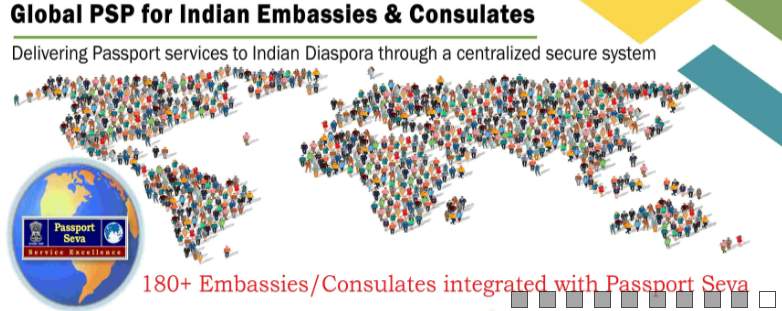 Global PSP for Indian Embassies & Consulates
Delivering Passport services to Indian Diaspora through a centralized secure system
Passport
Seva
Service Excellence
180+ Embassies/Consulates integrated with Passport Seva